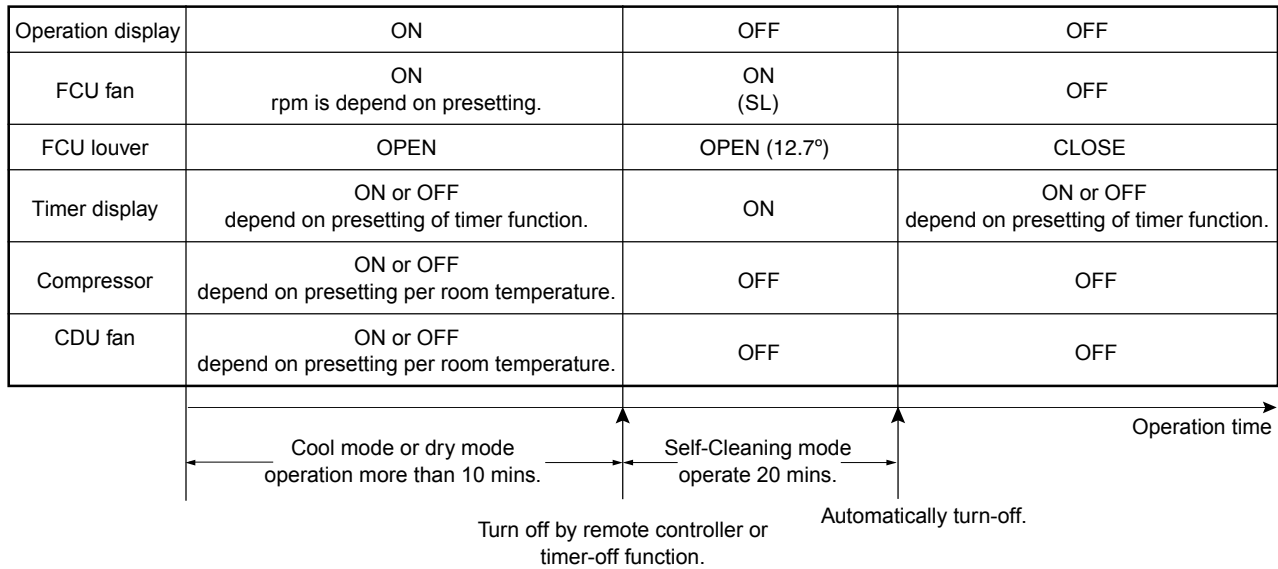 Operation display ON OFF OFF
FCU fan ON
rpm is depend on presetting. ON
(SL) OFF
FCU louver OPEN OPEN (12.7º) CLOSE
Timer display ON or OFF
depend on presetting of timer function. ON ON or OFF
depend on presetting of timer function.
Compressor ON or OFF
depend on presetting per room temperature. OFF OFF
CDU fan ON or OFF
depend on presetting per room temperature. OFF OFF
Operation time
Cool mode or dry mode
operation more than 10 mins.
Self-Cleaning mode
operate 20 mins.
Turn off by remote controller or
timer-off function.
Automatically turn-off.